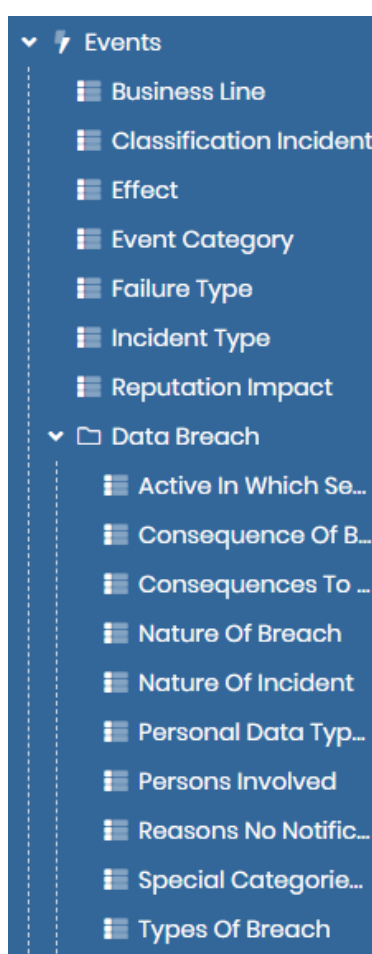 Events
Business Line
Classification Incident
Effect
Event Category
Failure Type
Incident Type
Reputation Impact
Data Breach
Active In Which Se...
Consequence Of B...
Consequences To ...
Nature Of Breach
Nature Of Incident
Personal Data Typ...
Persons Involved
Reasons No Notific...
Special Categorie...
Types Of Breach